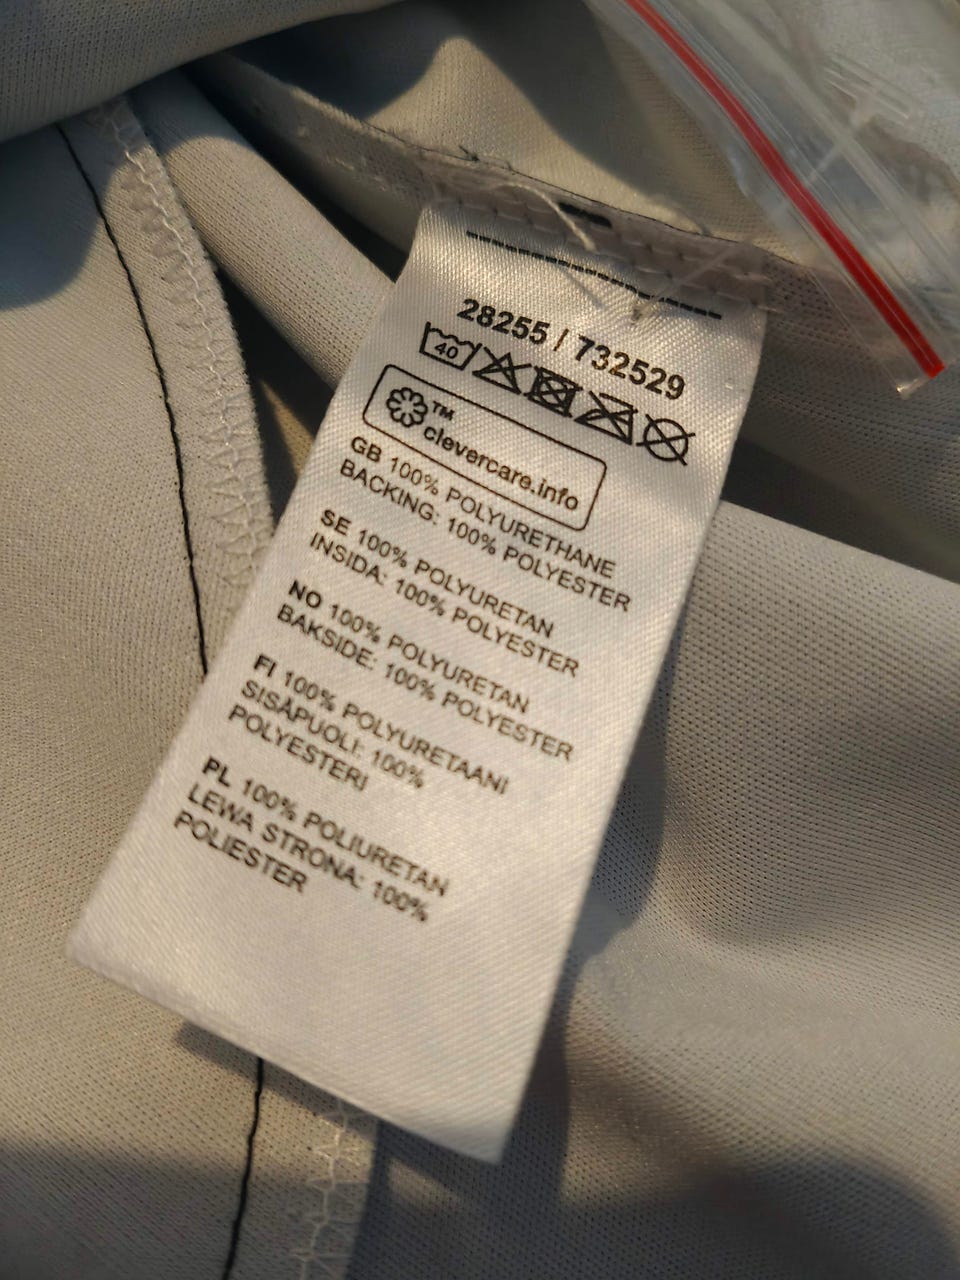 28255 / 732529
40
™
clevercare.info
GB 100% POLYURETHANE
BACKING: 100% POLYESTER
SE 100% POLYURETAN
INSIDA: 100% POLYESTER
NO 100% POLYURETAN
BAKSIDE: 100% POLYESTER
FI 100% POLYURETAANI
SISÄPUOLI: 100%
POLYESTERI
PL 100% POLIURETAN
LEWA STRONA: 100%
POLIESTER